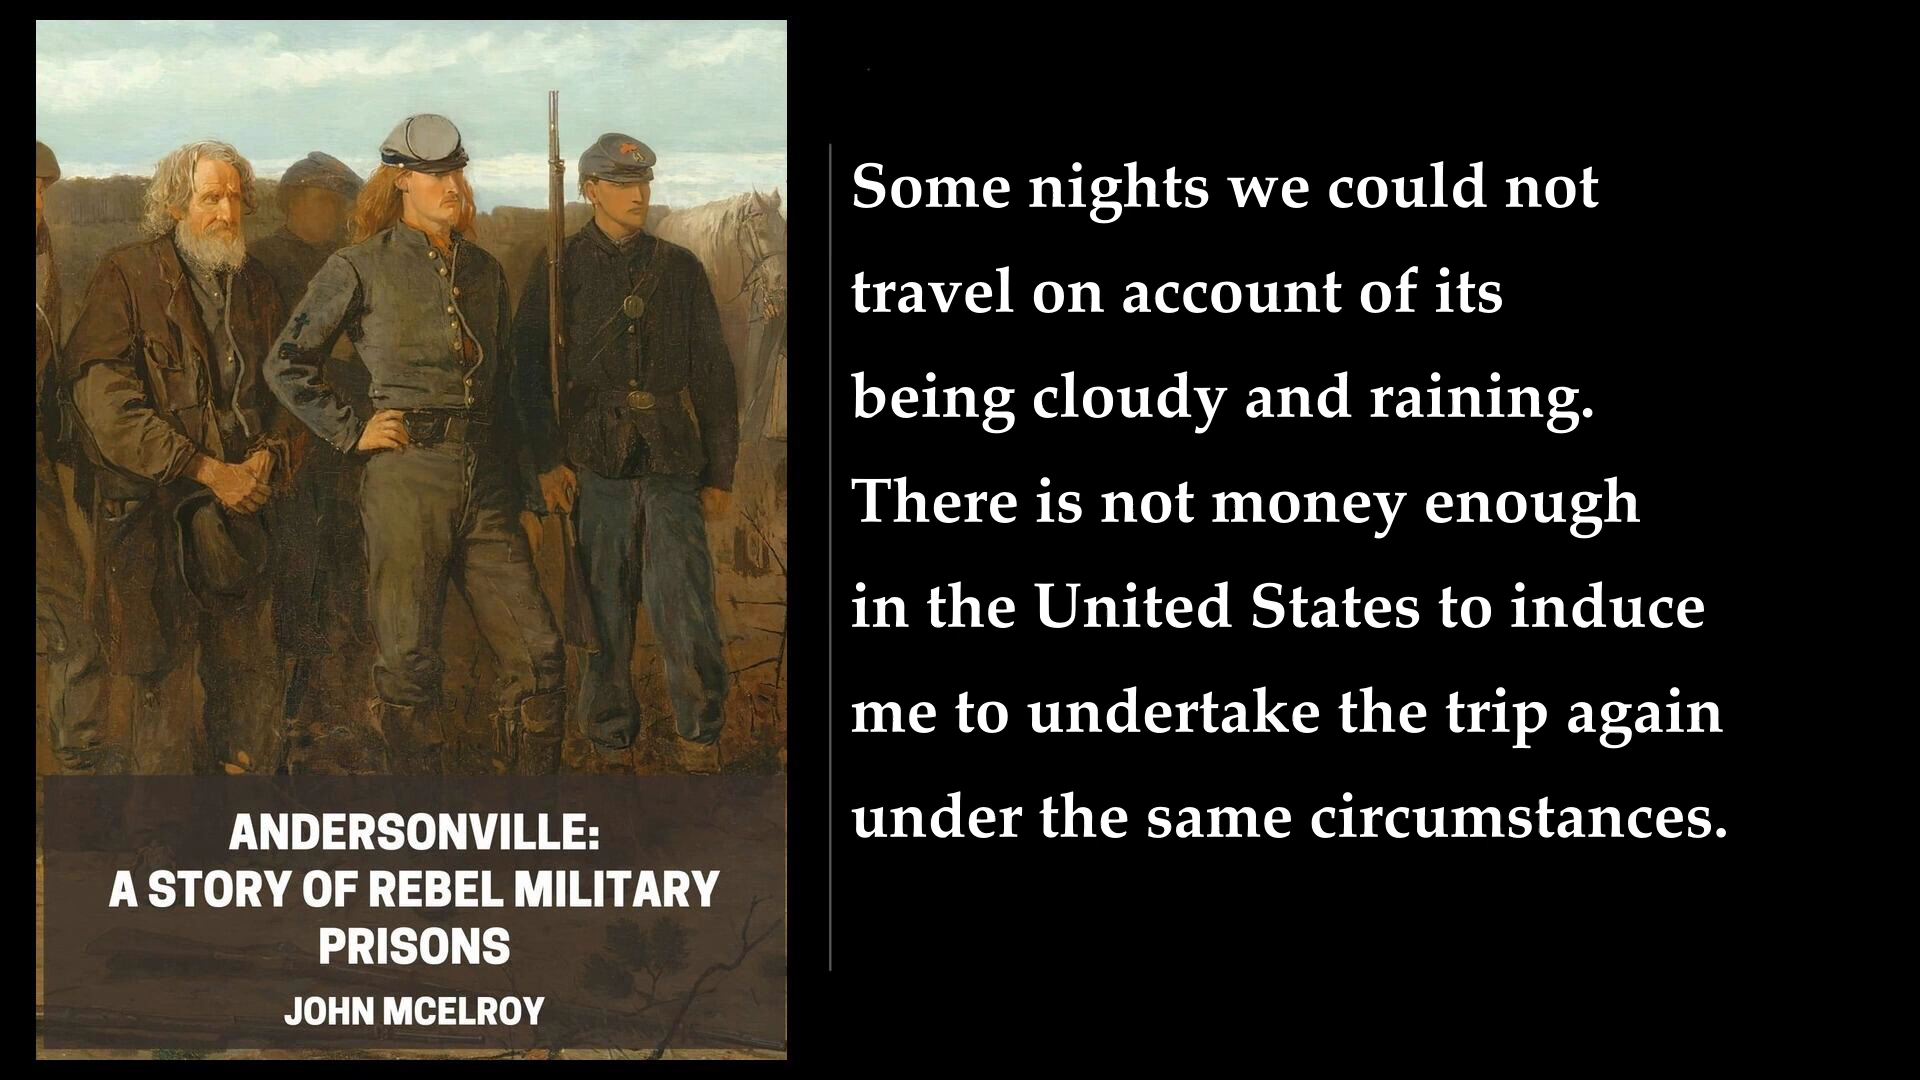 Some nights we could not
travel on account of its
being cloudy and raining.
There is not money enough
in the United States to induce
me to undertake the trip again
under the same circumstances.
ANDERSONVILLE:
A STORY OF REBEL MILITARY
PRISONS
JOHN MCELROY